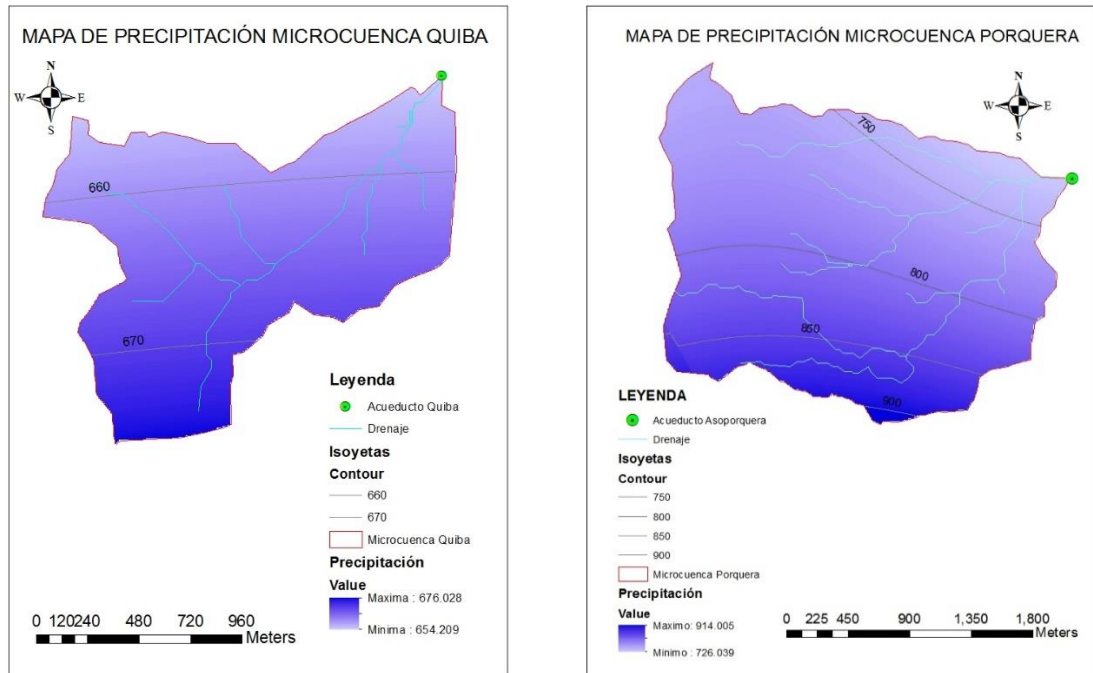 MAPA DE PRECIPITACIÓN MICROCUENCA QUIBA
N
W E
S
660
670
Leyenda
Acueducto Quiba
Drenaje
Isoyetas
Contour
660
670
Microcuenca Quiba
Precipitación
Value
Maxima : 676.028
Minima : 654.209
0 120 240 480 720 960
Meters
MAPA DE PRECIPITACIÓN MICROCUENCA PORQUERA
N
W E
S
750
800
850
900
LEYENDA
Acueducto Asoporquera
Drenaje
Isoyetas
Contour
750
800
850
900
Microcuenca Porquera
Precipitación
Value
Maximo: 914.005
Minimo : 726.039
0 225 450 900 1,350 1,800
Meters